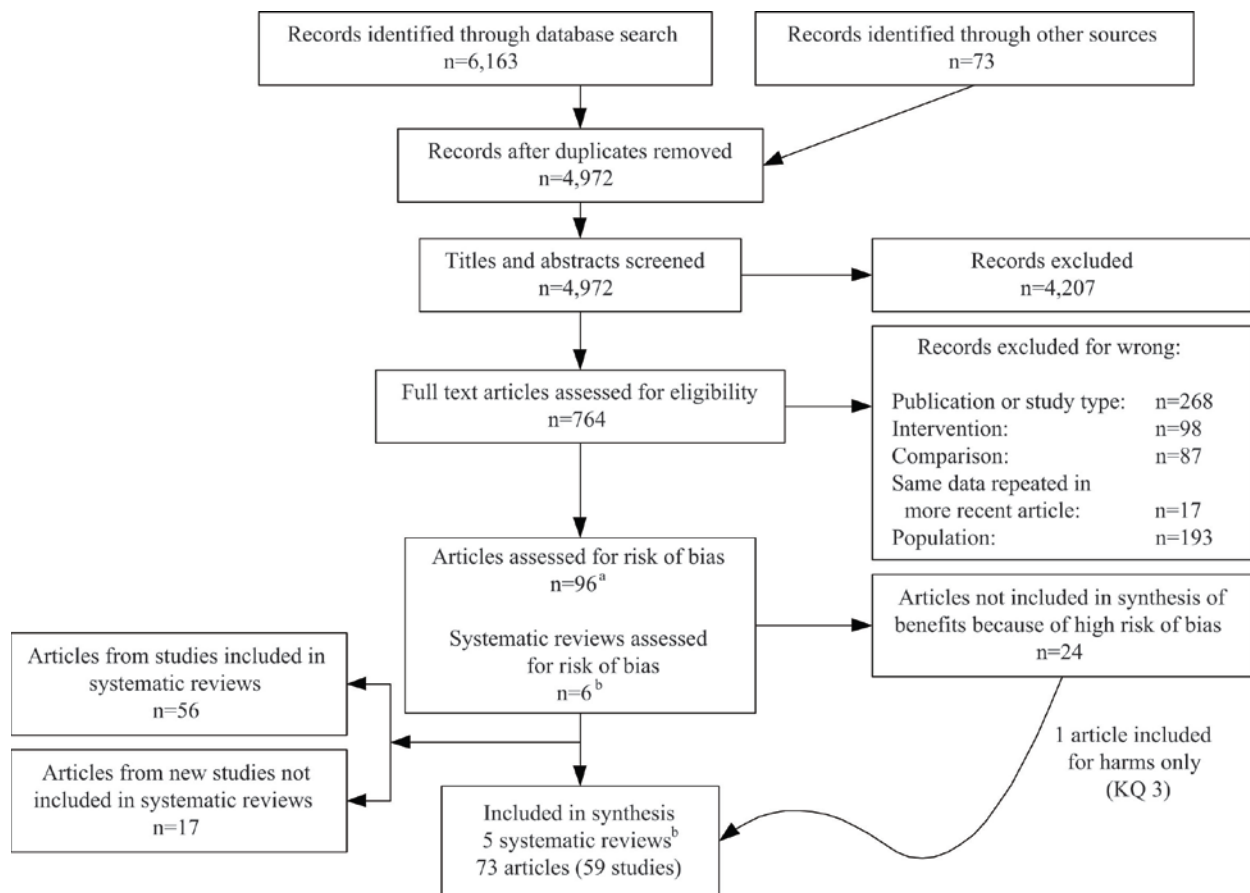 Records identified through database search
n=6,163
Records identified through other sources
n=73
Records after duplicates removed
n=4,972
Titles and abstracts screened
n=4,972
Records excluded
n=4,207
Full text articles assessed for eligibility
n=764
Records excluded for wrong:
Publication or study type: n=268
Intervention: n=98
Comparison: n=87
Same data repeated in
more recent article: n=17
Population: n=193
Articles assessed for risk of bias
n=96a
Systematic reviews assessed
for risk of bias
n=6b
Articles not included in synthesis of
benefits because of high risk of bias
n=24
Articles from studies included in
systematic reviews
n=56
Articles from new studies not
included in systematic reviews
n=17
1 article included
for harms only
(KQ 3)
Included in synthesis
5 systematic reviewsb
73 articles (59 studies)